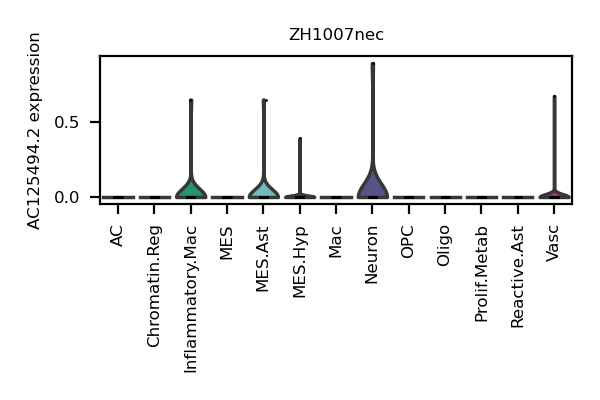 ZH1007nec
AC125494.2 expression
0.5
0.0
AC
Chromatin.Reg
Inflammatory.Mac
MES
MES.Ast
MES.Hyp
Mac
Neuron
OPC
Oligo
Prolif.Metab
Reactive.Ast
Vasc